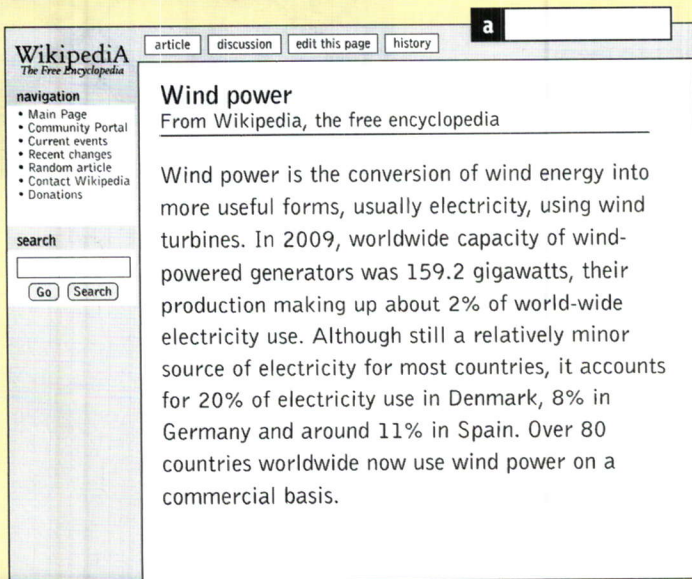 a
WikipediA
The Free Encyclopedia
article discussion edit this page history
navigation
• Main Page
• Community Portal
• Current events
• Recent changes
• Random article
• Contact Wikipedia
• Donations
search
Go Search
Wind power
From Wikipedia, the free encyclopedia
Wind power is the conversion of wind energy into
more useful forms, usually electricity, using wind
turbines. In 2009, worldwide capacity of wind-
powered generators was 159.2 gigawatts, their
production making up about 2% of world-wide
electricity use. Although still a relatively minor
source of electricity for most countries, it accounts
for 20% of electricity use in Denmark, 8% in
Germany and around 11% in Spain. Over 80
countries worldwide now use wind power on a
commercial basis.